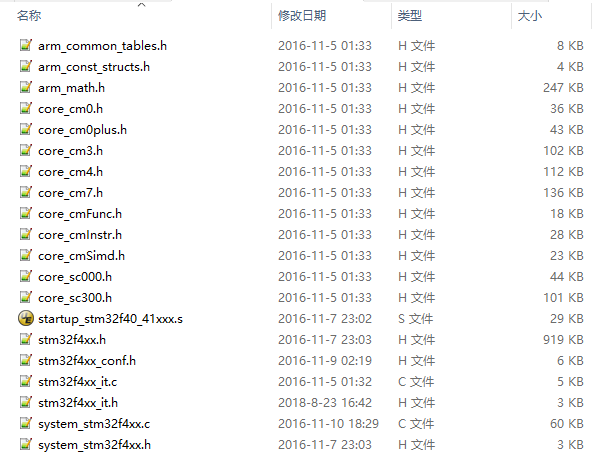 名称 修改日期 类型 大小
arm_common_tables.h 2016-11-5 01:33 H 文件 8 KB
arm_const_structs.h 2016-11-5 01:33 H 文件 4 KB
arm_math.h 2016-11-5 01:33 H 文件 247 KB
core_cm0.h 2016-11-5 01:33 H 文件 36 KB
core_cm0plus.h 2016-11-5 01:33 H 文件 43 KB
core_cm3.h 2016-11-5 01:33 H 文件 102 KB
core_cm4.h 2016-11-5 01:33 H 文件 112 KB
core_cm7.h 2016-11-5 01:33 H 文件 136 KB
core_cmFunc.h 2016-11-5 01:33 H 文件 18 KB
core_cmInstr.h 2016-11-5 01:33 H 文件 28 KB
core_cmSimd.h 2016-11-5 01:33 H 文件 23 KB
core_sc000.h 2016-11-5 01:33 H 文件 44 KB
core_sc300.h 2016-11-5 01:33 H 文件 101 KB
startup_stm32f40_41xxx.s 2016-11-7 23:02 S 文件 29 KB
stm32f4xx.h 2016-11-7 23:03 H 文件 919 KB
stm32f4xx_conf.h 2016-11-9 02:19 H 文件 6 KB
stm32f4xx_it.c 2016-11-5 01:32 C 文件 5 KB
stm32f4xx_it.h 2018-8-23 16:42 H 文件 3 KB
system_stm32f4xx.c 2016-11-10 18:29 C 文件 60 KB
system_stm32f4xx.h 2016-11-7 23:03 H 文件 3 KB